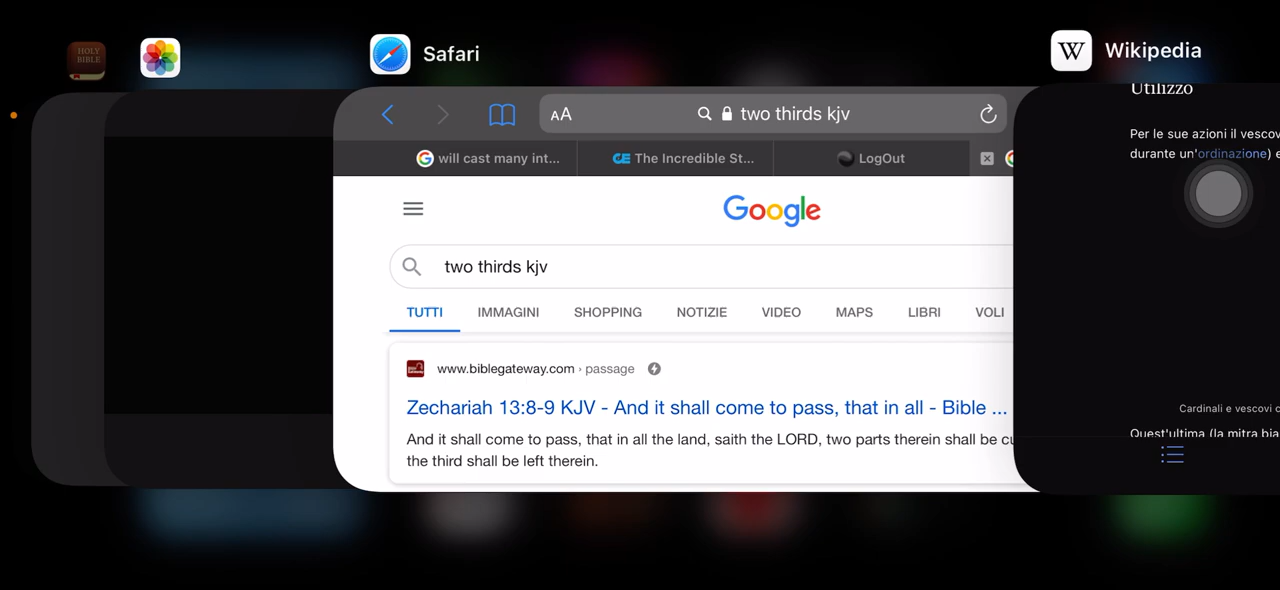 HOLY
BIBLE
Safari
W Wikipedia
AA two thirds kjv
will cast many int...
The Incredible St...
LogOut
Google
two thirds kjv
TUTTI IMMAGINI SHOPPING NOTIZIE VIDEO MAPS LIBRI VOLI
www.biblegateway.com › passage
Zechariah 13:8-9 KJV - And it shall come to pass, that in all - Bible ...
And it shall come to pass, that in all the land, saith the LORD, two parts therein shall be
the third shall be left therein.
Utilizzo
Per le sue azioni il
durante un'ordinazione) e
Cardinali e vescovi
Quest'ultima (la mitra